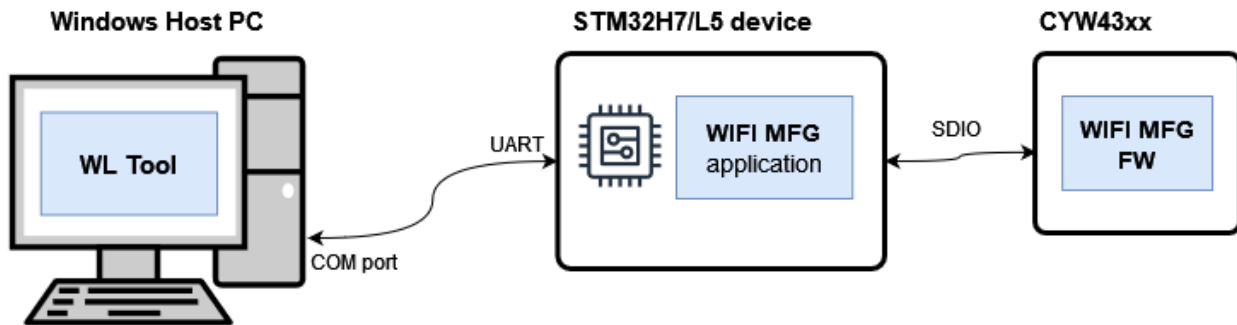 Windows Host PC
STM32H7/L5 device
CYW43xx
WL Tool
COM port
UART
WIFI MFG
application
SDIO
WIFI MFG
FW